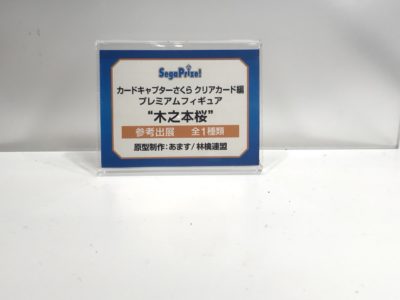 SegaPrize!
カードキャプターさくら クリアカード編
プレミアムフィギュア
“木之本桜”
参考出展 全1種類
原型制作：あます/林檎連盟